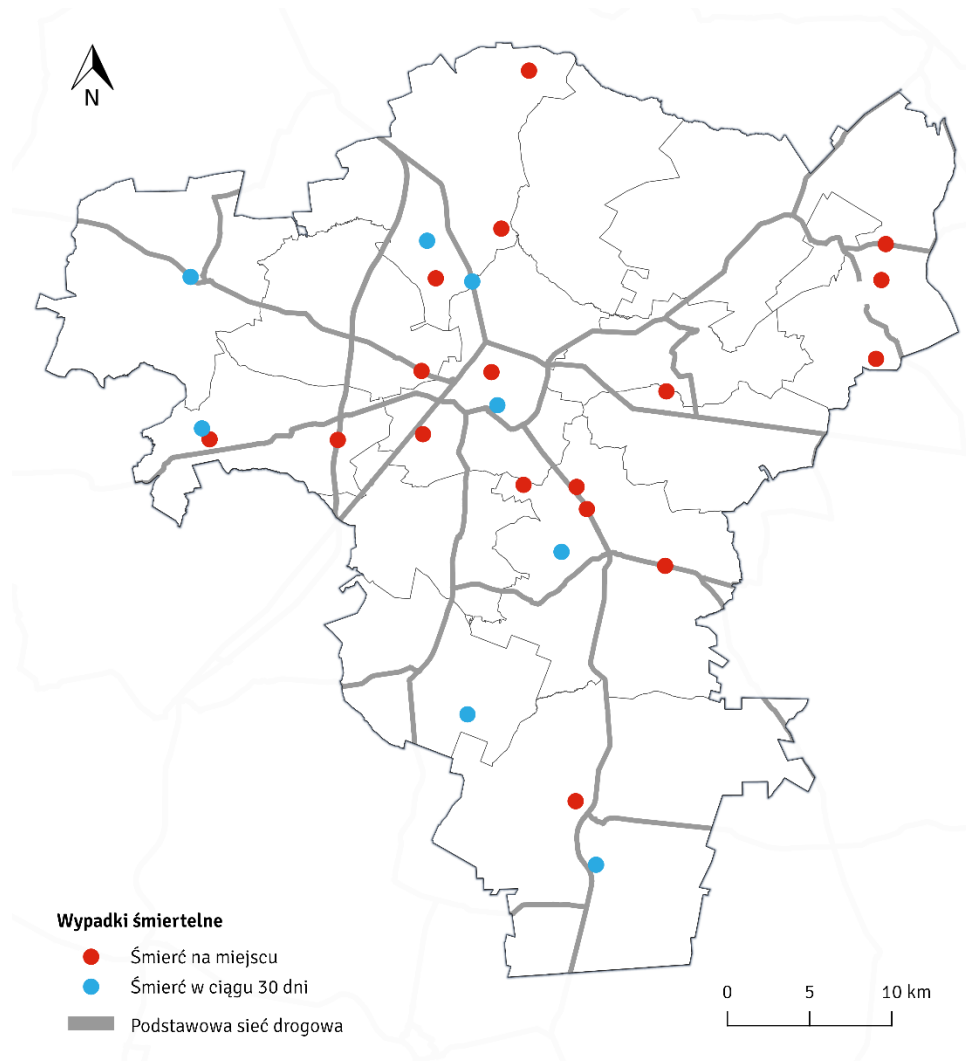 N
Wypadki śmiertelne
Śmierć na miejscu
Śmierć w ciągu 30 dni
Podstawowa sieć drogowa
0 5 10 km